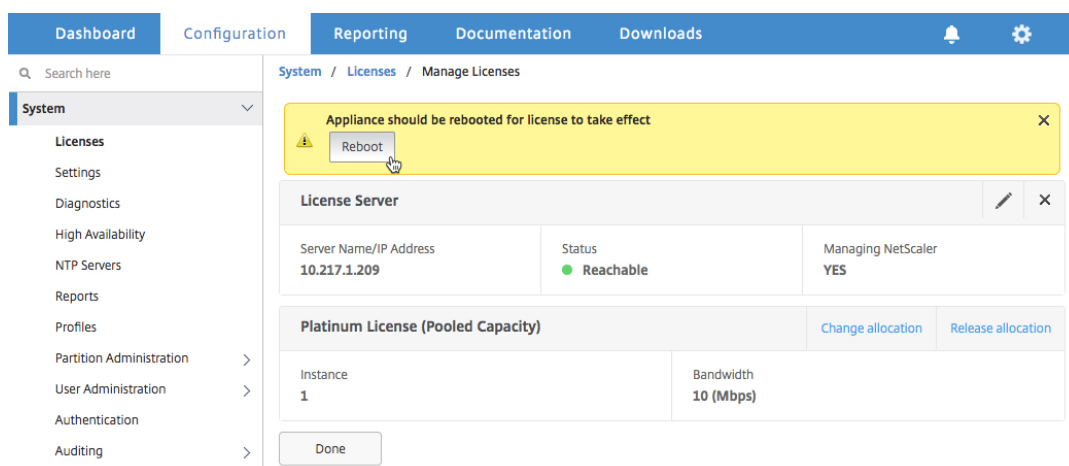 Dashboard Configuration Reporting Documentation Downloads
Search here
System
Licenses
Settings
Diagnostics
High Availability
NTP Servers
Reports
Profiles
Partition Administration
User Administration
Authentication
Auditing
System / Licenses / Manage Licenses
Appliance should be rebooted for license to take effect
Reboot
License Server
Server Name/IP Address
10.217.1.209
Status
Reachable
Managing NetScaler
YES
Platinum License (Pooled Capacity)
Change allocation
Release allocation
Instance
1
Bandwidth
10 (Mbps)
Done